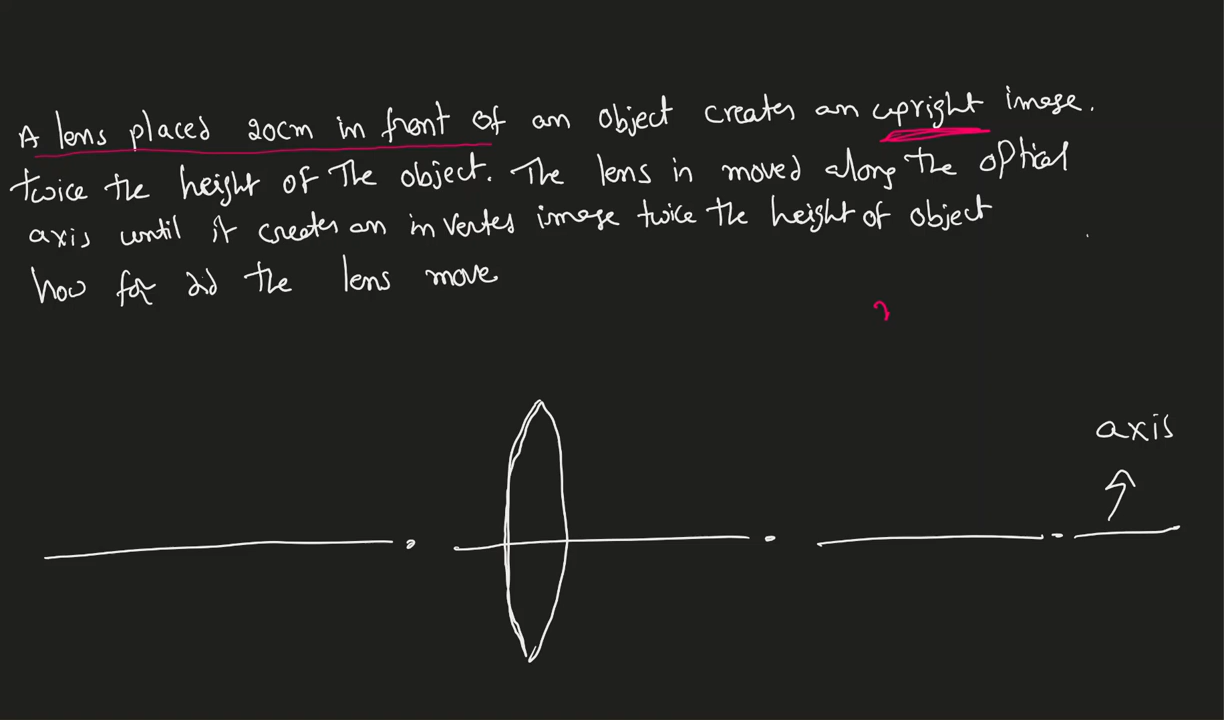 A lens placed 20cm in front of an object creates an upright image.
twice the height of the object. The lens in moved along the optical
axis until it creates an invertes image twice the height of object
how far did the lens move
axis